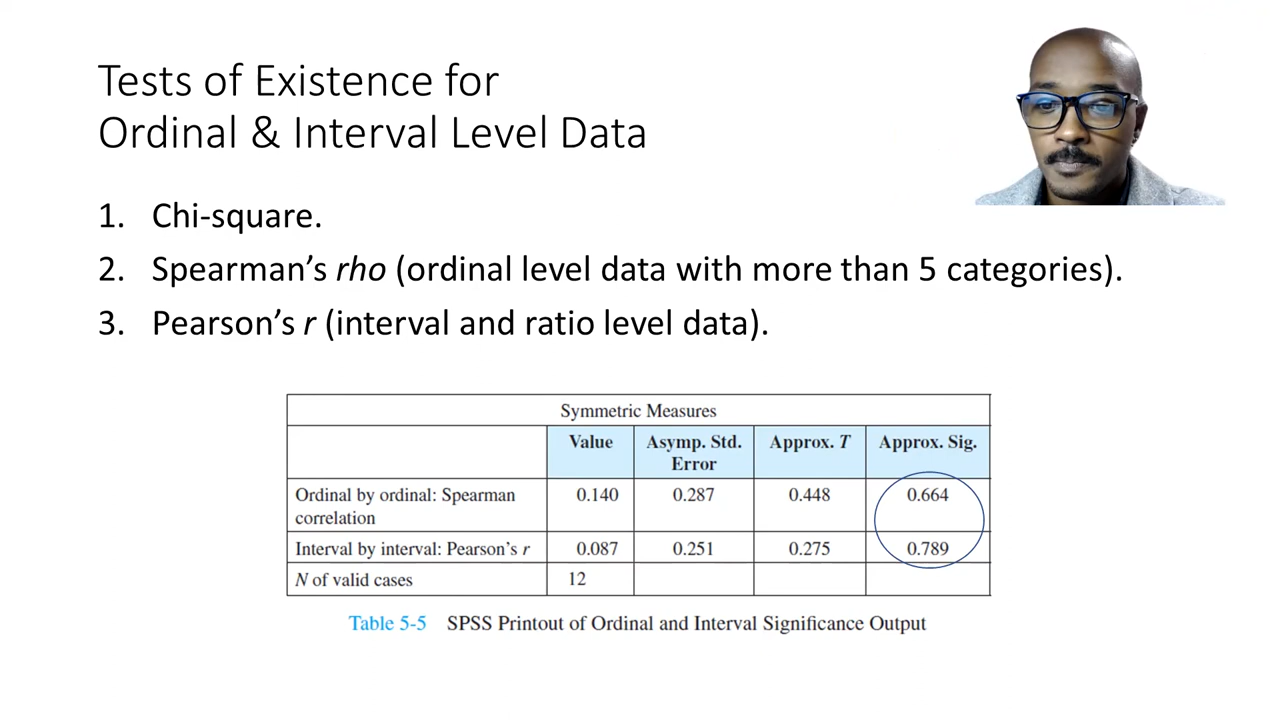 Tests of Existence for
Ordinal & Interval Level Data
1. Chi-square.
2. Spearman’s rho (ordinal level data with more than 5 categories).
3. Pearson’s r (interval and ratio level data).
Symmetric Measures
Value Asymp. Std. Error Approx. T Approx. Sig.
Ordinal by ordinal: Spearman correlation 0.140 0.287 0.448 0.664
Interval by interval: Pearson’s r 0.087 0.251 0.275 0.789
N of valid cases 12
Table 5-5 SPSS Printout of Ordinal and Interval Significance Output